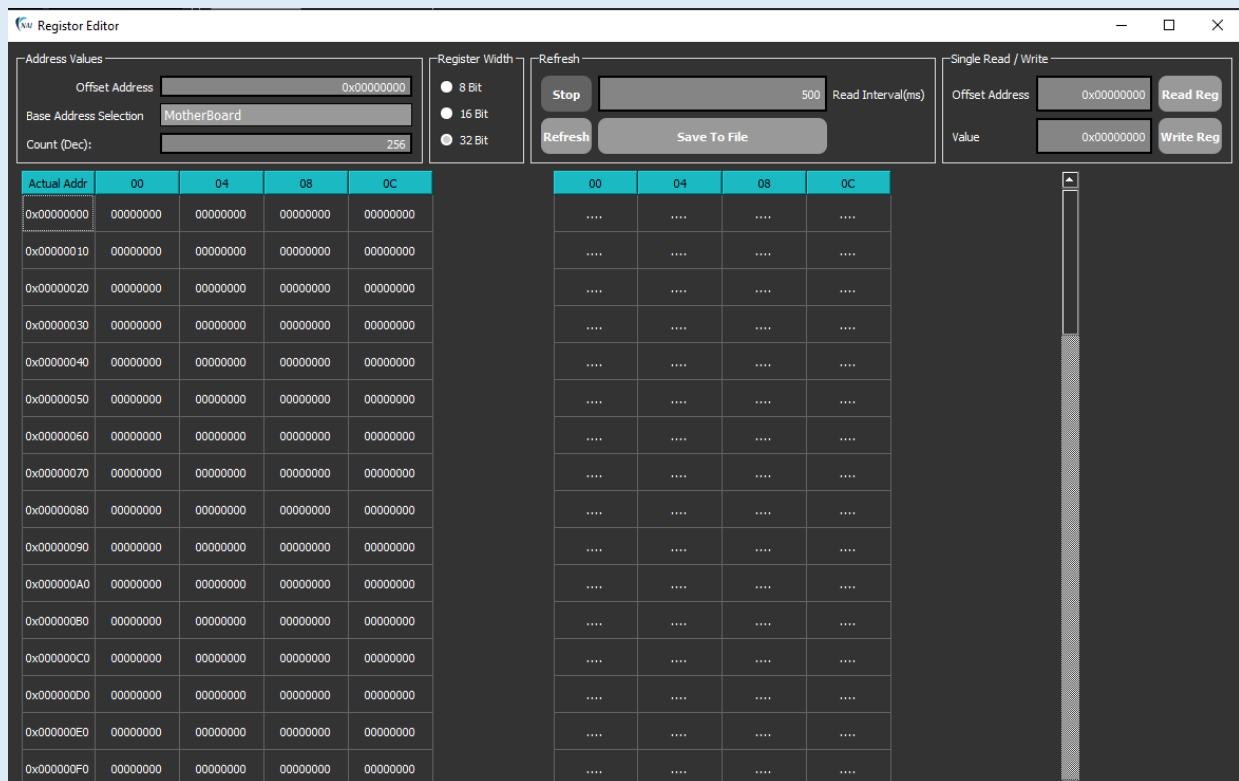 NAI Registor Editor
Address Values
Offset Address 0x00000000
Base Address Selection MotherBoard
Count (Dec): 256
Register Width
8 Bit
16 Bit
32 Bit
Refresh
Stop 500 Read Interval(ms)
Refresh Save To File
Single Read / Write
Offset Address 0x00000000 Read Reg
Value 0x00000000 Write Reg
Actual Addr 00 04 08 0C 00 04 08 0C
0x00000000 00000000 00000000 00000000 00000000 .... .... .... ....
0x00000010 00000000 00000000 00000000 00000000 .... .... .... ....
0x00000020 00000000 00000000 00000000 00000000 .... .... .... ....
0x00000030 00000000 00000000 00000000 00000000 .... .... .... ....
0x00000040 00000000 00000000 00000000 00000000 .... .... .... ....
0x00000050 00000000 00000000 00000000 00000000 .... .... .... ....
0x00000060 00000000 00000000 00000000 00000000 .... .... .... ....
0x00000070 00000000 00000000 00000000 00000000 .... .... .... ....
0x00000080 00000000 00000000 00000000 00000000 .... .... .... ....
0x00000090 00000000 00000000 00000000 00000000 .... .... .... ....
0x000000A0 00000000 00000000 00000000 00000000 .... .... .... ....
0x000000B0 00000000 00000000 00000000 00000000 .... .... .... ....
0x000000C0 00000000 00000000 00000000 00000000 .... .... .... ....
0x000000D0 00000000 00000000 00000000 00000000 .... .... .... ....
0x000000E0 00000000 00000000 00000000 00000000 .... .... .... ....
0x000000F0 00000000 00000000 00000000 00000000 .... .... .... ....